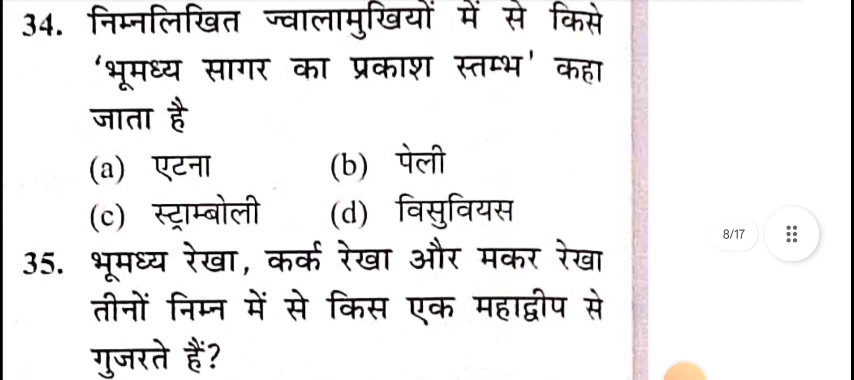 34. निम्नलिखित ज्वालामुखियों में से किसे
'भूमध्य सागर का प्रकाश स्तम्भ' कहा
जाता है
(a) एटना (b) पेली
(c) स्ट्राम्बोली (d) विसुवियस
8/17
35. भूमध्य रेखा, कर्क रेखा और मकर रेखा
तीनों निम्न में से किस एक महाद्वीप से
गुजरते हैं?